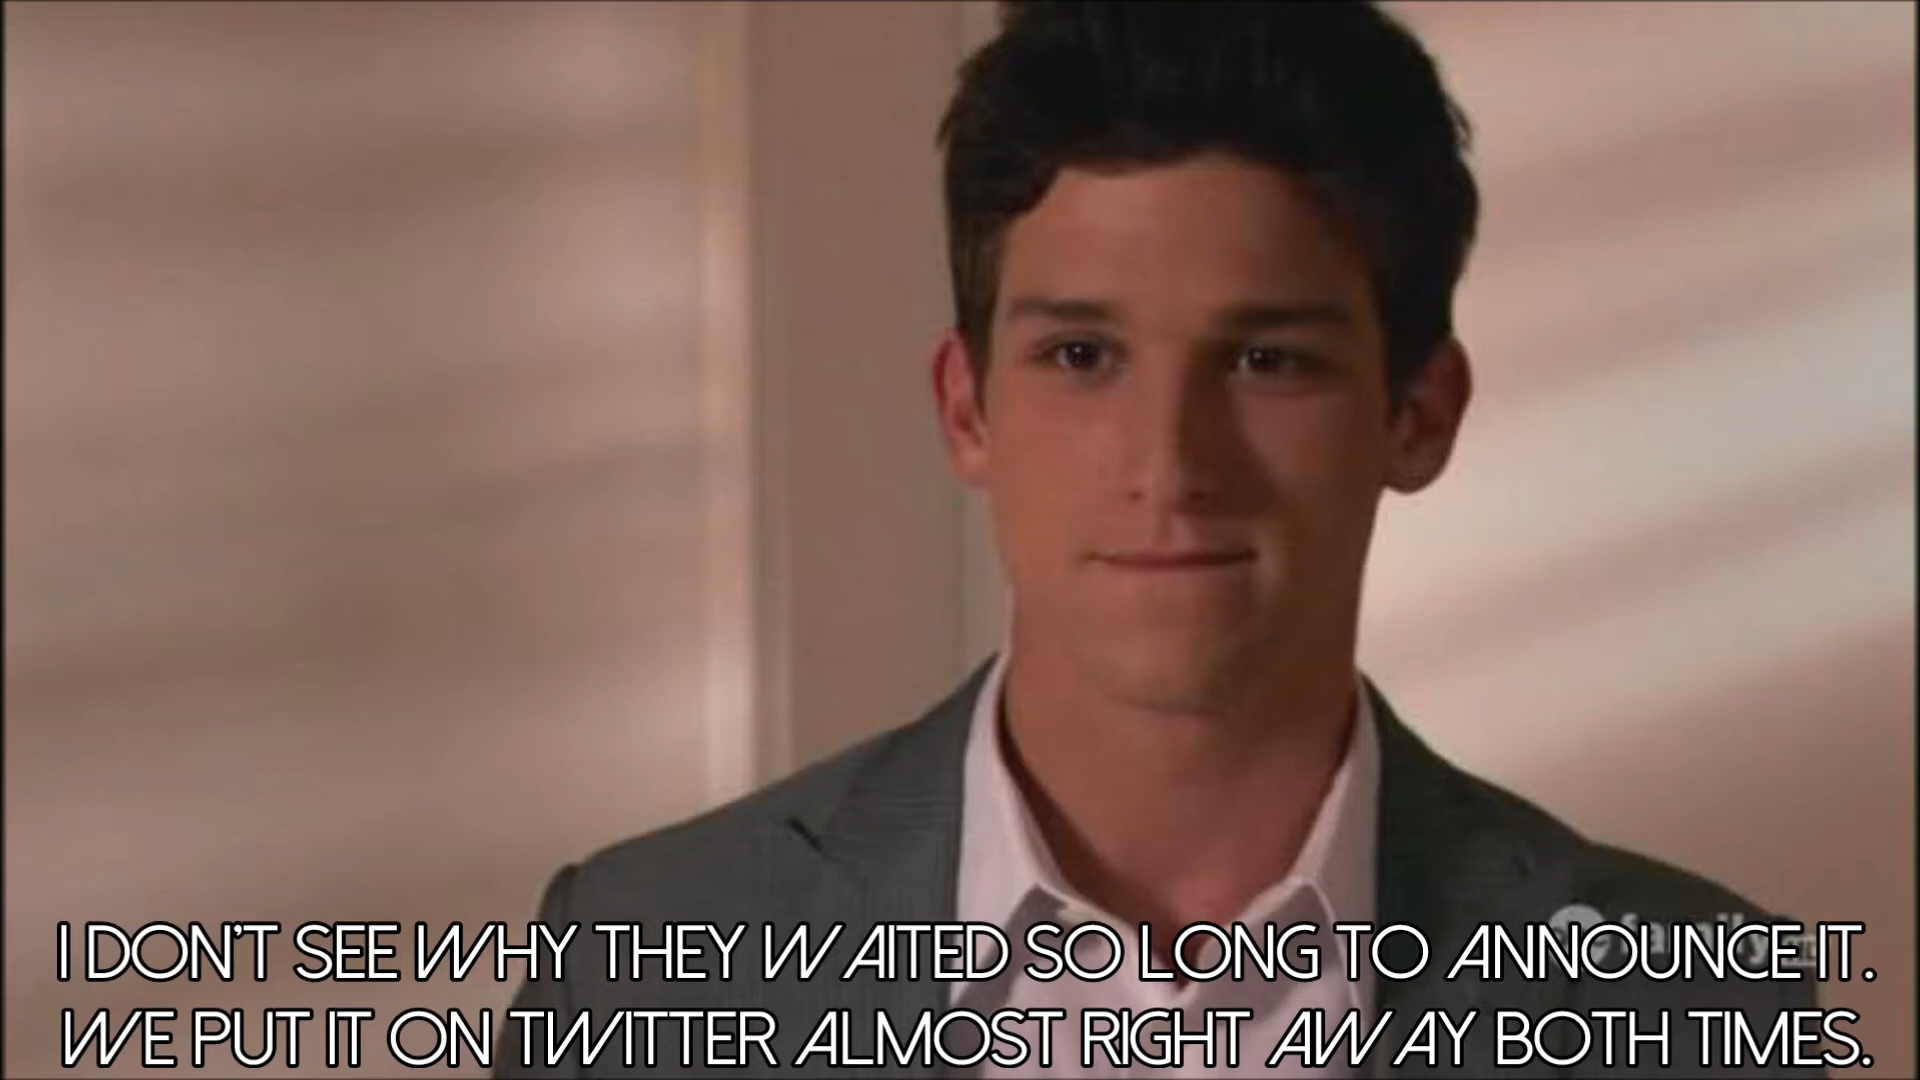 I DON'T SEE WHY THEY WAITED SO LONG TO ANNOUNCE IT.
WE PUT IT ON TWITTER ALMOST RIGHT AWAY BOTH TIMES.
family